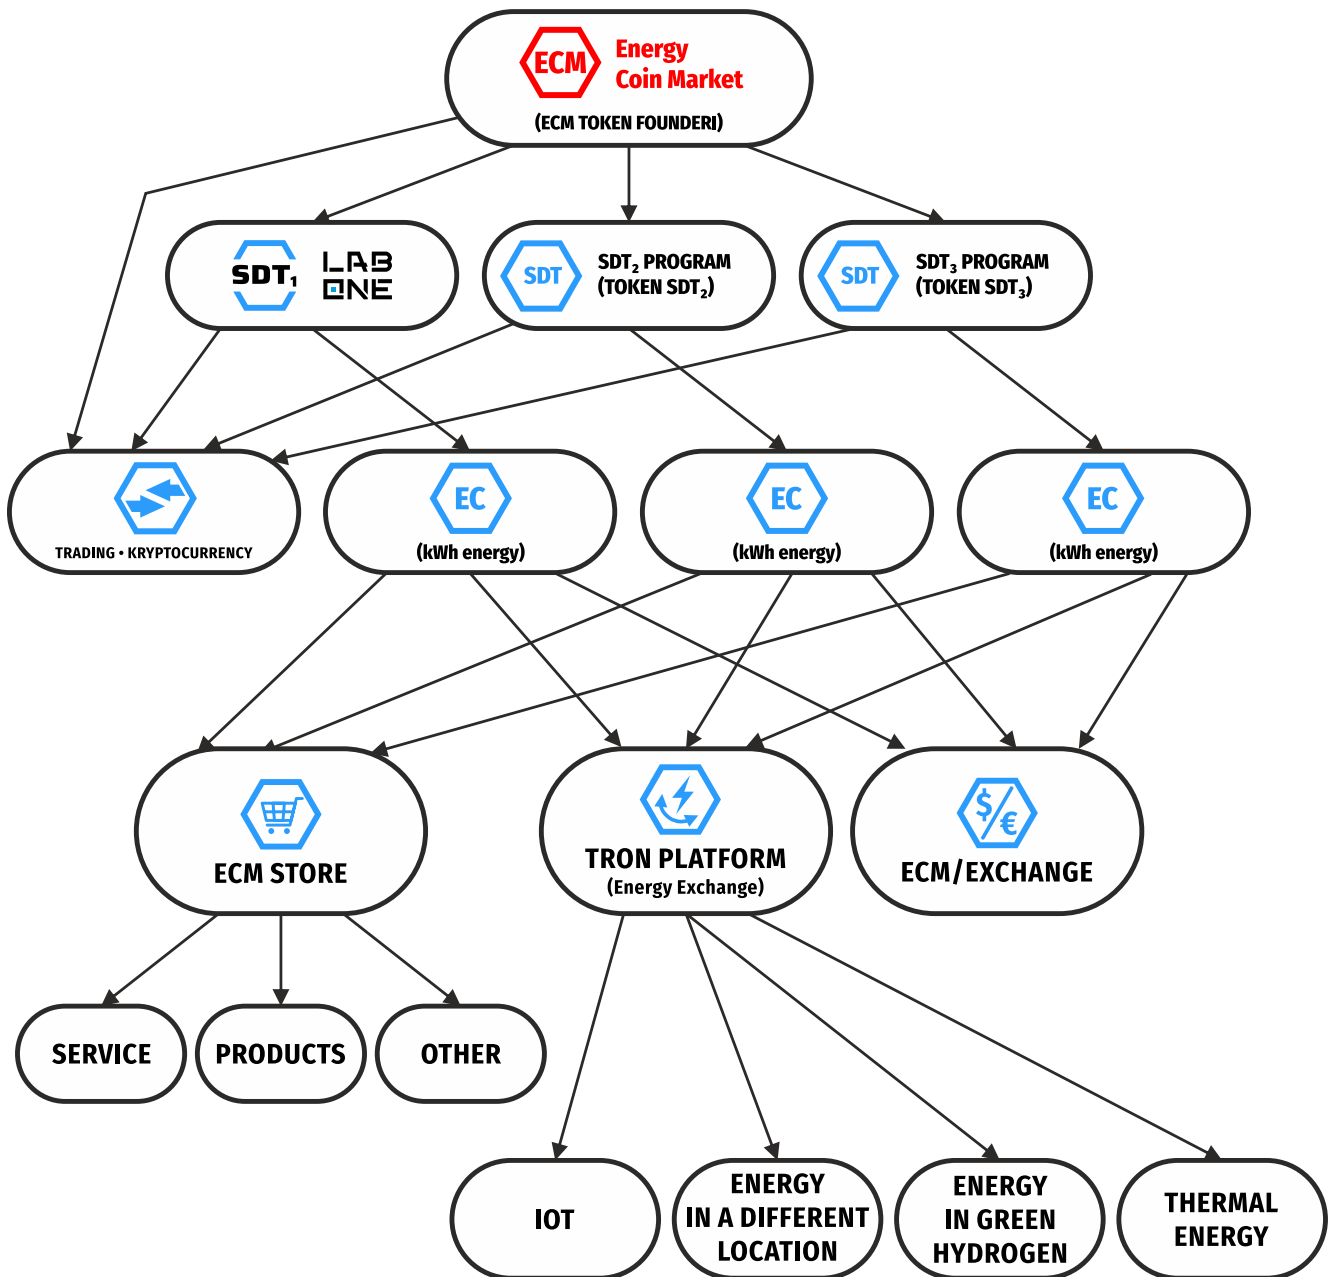 ECM
Energy
Coin Market
(ECM TOKEN FOUNDERI)
SDT1
LAB
ONE
SDT
SDT2 PROGRAM
(TOKEN SDT2)
SDT
SDT3 PROGRAM
(TOKEN SDT3)
TRADING • KRYPTOCURRENCY
EC
(kWh energy)
EC
(kWh energy)
EC
(kWh energy)
ECM STORE
TRON PLATFORM
(Energy Exchange)
$/€
ECM/EXCHANGE
SERVICE
PRODUCTS
OTHER
IOT
ENERGY
IN A DIFFERENT
LOCATION
ENERGY
IN GREEN
HYDROGEN
THERMAL
ENERGY